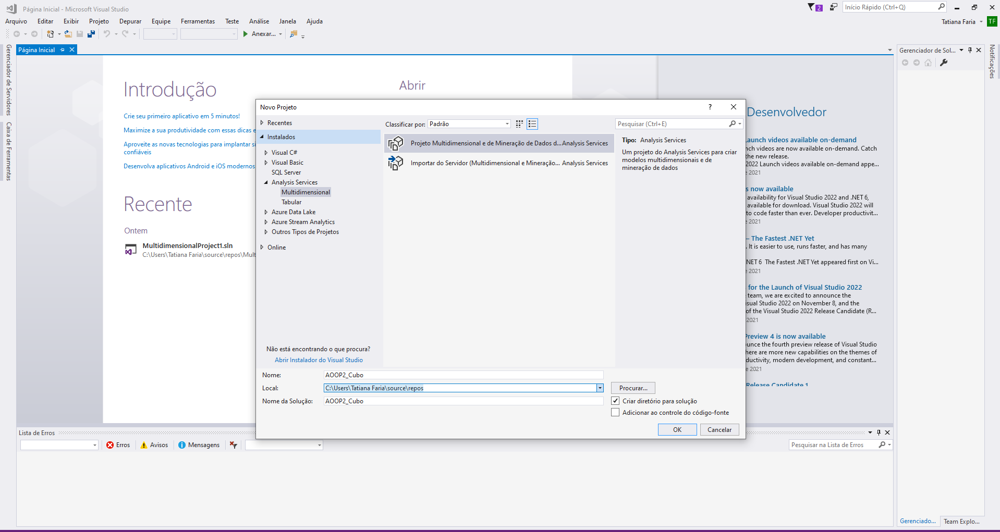 Página Inicial - Microsoft Visual Studio
2
Início Rápido (Ctrl+Q)
Arquivo Editar Exibir Projeto Depurar Equipe Ferramentas Teste Análise Janela Ajuda
Tatiana Faria TF
Anexar...
Gerenciador de Servidores
Caixa de Ferramentas
Página Inicial
Introdução
Crie seu primeiro aplicativo em 5 minutos!
Maximize a sua produtividade com essas dicas e
Aproveite as novas tecnologias para implantar si
confiáveis
Desenvolva aplicativos Android e iOS modernos
Recente
Ontem
MultidimensionalProject1.sln
C:\Users\Tatiana Faria\source\repos\Mult
Abrir
Novo Projeto
?
Recentes
Instalados
Visual C#
Visual Basic
SQL Server
Analysis Services
Multidimensional
Tabular
Azure Data Lake
Azure Stream Analytics
Outros Tipos de Projetos
Online
Não está encontrando o que procura?
Abrir Instalador do Visual Studio
Classificar por: Padrão
Projeto Multidimensional e de Mineração de Dados d... Analysis Services
Importar do Servidor (Multidimensional e Mineração... Analysis Services
Pesquisar (Ctrl+E)
Tipo: Analysis Services
Um projeto do Analysis Services para criar
modelos multidimensionais e de
mineração de dados
Nome: AOOP2_Cubo
Local: C:\Users\Tatiana Faria\source\repos
Procurar...
Nome da Solução: AOOP2_Cubo
Criar diretório para solução
Adicionar ao controle do código-fonte
OK Cancelar
Desenvolvedor
Launch videos available on-demand
nch videos are now available on-demand. Catch
the new release.
2022 Launch videos available on-demand appe...
e 2021
s now available
availability for Visual Studio 2022 and .NET 6,
available for download. Visual Studio 2022 will
to code faster than ever. Developer productivit...
e 2021
– The Fastest .NET Yet
. It is easier to use, runs faster, and has many
NET 6 The Fastest .NET Yet appeared first on Vi...
e 2021
for the Launch of Visual Studio 2022
e team, we are excited to announce the
isual Studio 2022 on November 8, and the
of the Visual Studio 2022 Release Candidate (R...
2021
Preview 4 is now available
ounce the fourth preview release of Visual Studio
here are more new capabilities on the themes of
ductivity, modern development, and constant...
e 2021
Release Candidate 1
Gerenciador de Sol...
Notificações
Lista de Erros
Erros Avisos Mensagens
Pesquisar na Lista de Erros
Gerenciado... Team Explo...